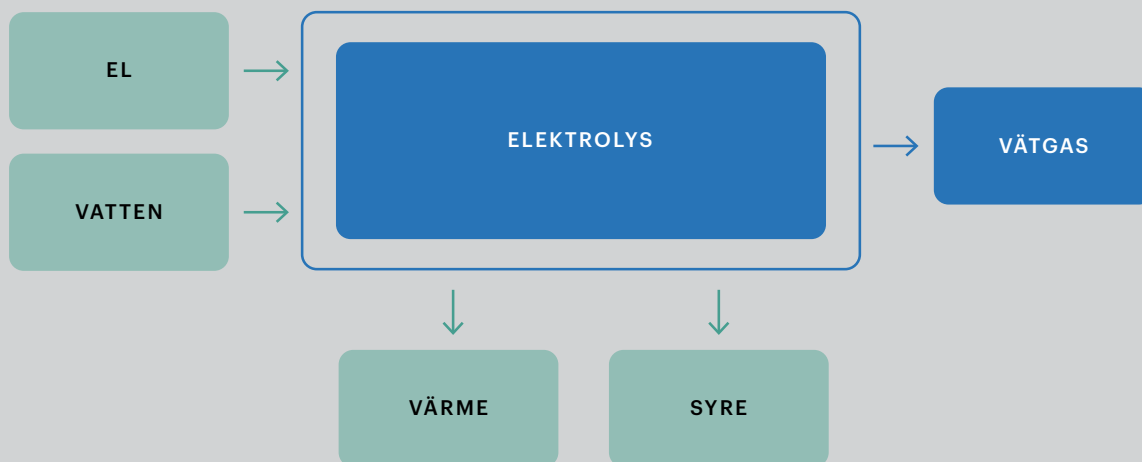 EL
VATTEN
ELEKTROLYS
VÄTGAS
VÄRME
SYRE